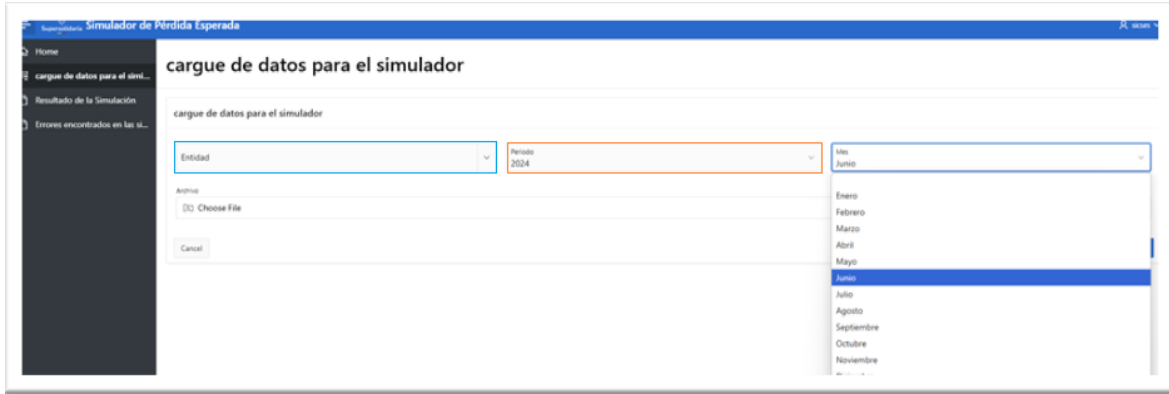 Supersolidaria Simulador de Pérdida Esperada
sicses
Home
cargue de datos para el simi...
Resultado de la Simulación
Errores encontrados en las si...
cargue de datos para el simulador
cargue de datos para el simulador
Entidad
Periodo
2024
Mes
Junio
Archivo
Choose File
Cancel
Enero
Febrero
Marzo
Abril
Mayo
Junio
Julio
Agosto
Septiembre
Octubre
Noviembre